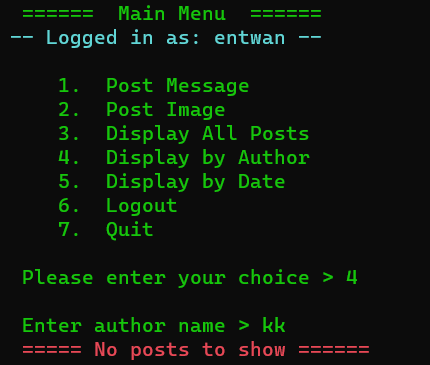 ====== Main Menu ======
-- Logged in as: entwan --
1. Post Message
2. Post Image
3. Display All Posts
4. Display by Author
5. Display by Date
6. Logout
7. Quit
Please enter your choice > 4
Enter author name > kk
===== No posts to show ======